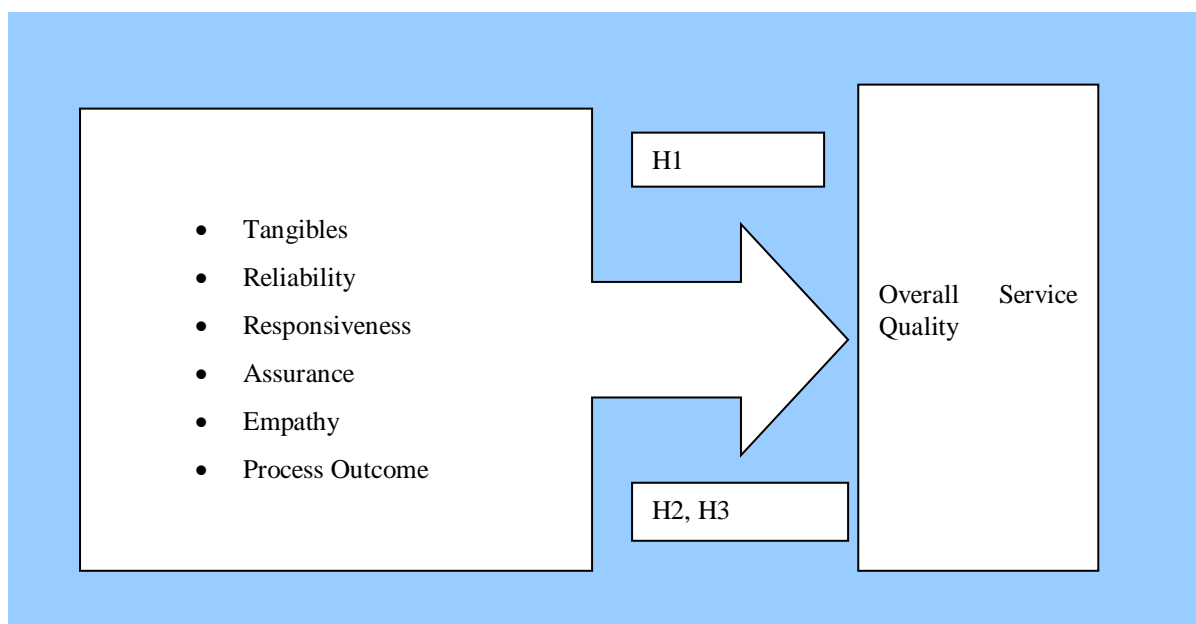 H1
• Tangibles
• Reliability
• Responsiveness
• Assurance
• Empathy
• Process Outcome
Overall Service
Quality
H2, H3